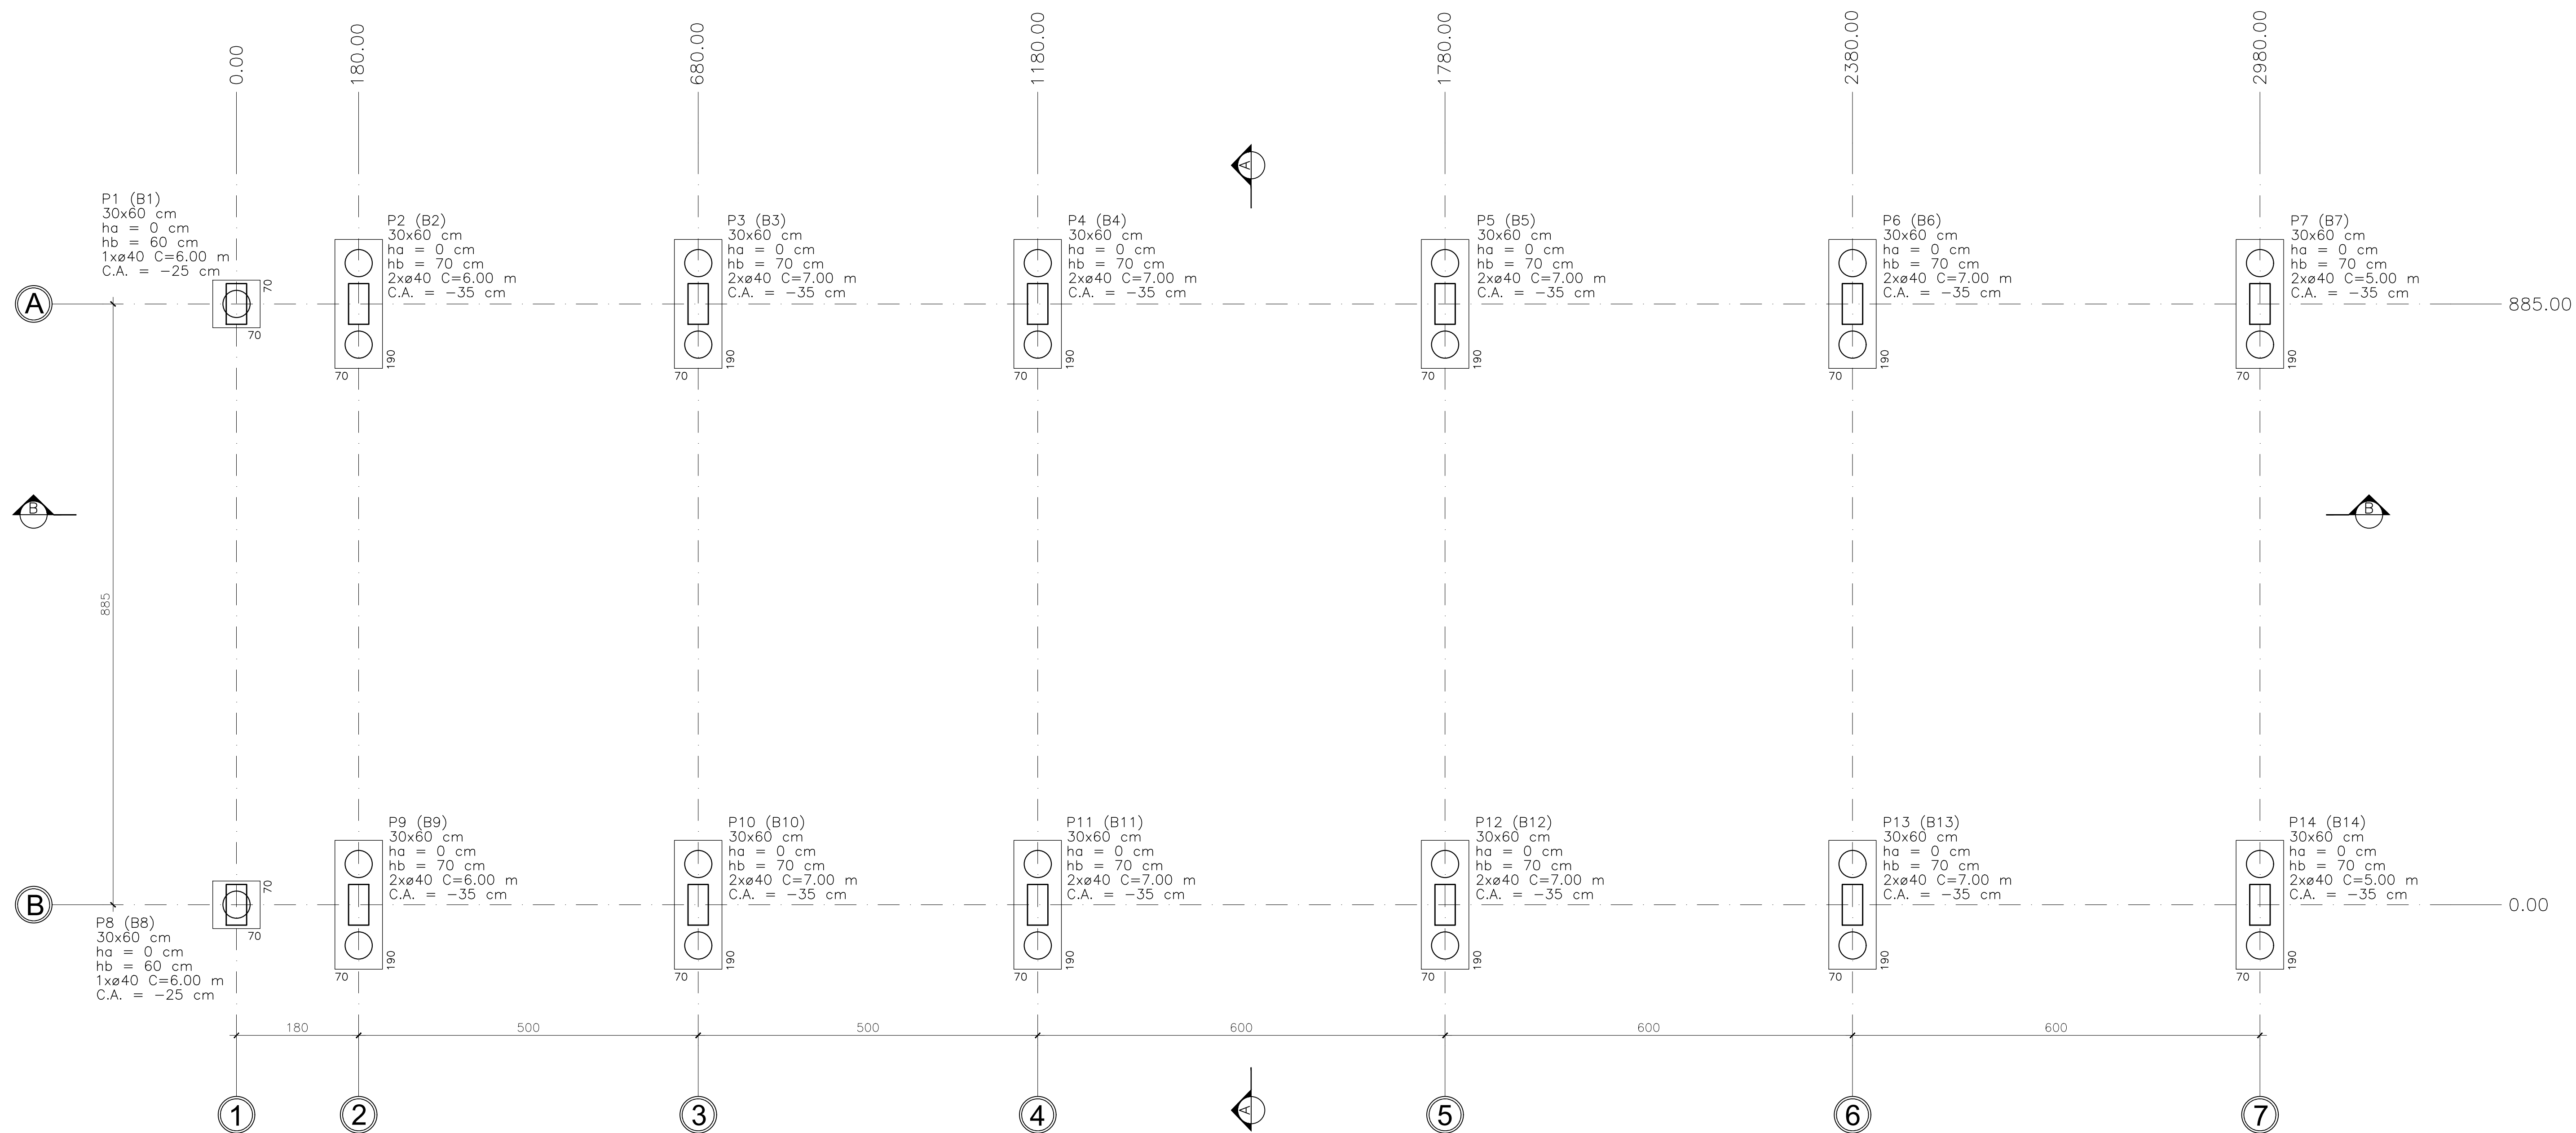 0.00
180.00
680.00
1180.00
1780.00
2380.00
2980.00
A
P1 (B1)
30x60 cm
ha = 0 cm
hb = 60 cm
1xø40 C=6.00 m
C.A. = −25 cm
P2 (B2)
30x60 cm
ha = 0 cm
hb = 70 cm
2xø40 C=6.00 m
C.A. = −35 cm
P3 (B3)
30x60 cm
ha = 0 cm
hb = 70 cm
2xø40 C=7.00 m
C.A. = −35 cm
P4 (B4)
30x60 cm
ha = 0 cm
hb = 70 cm
2xø40 C=7.00 m
C.A. = −35 cm
P5 (B5)
30x60 cm
ha = 0 cm
hb = 70 cm
2xø40 C=7.00 m
C.A. = −35 cm
P6 (B6)
30x60 cm
ha = 0 cm
hb = 70 cm
2xø40 C=7.00 m
C.A. = −35 cm
P7 (B7)
30x60 cm
ha = 0 cm
hb = 70 cm
2xø40 C=5.00 m
C.A. = −35 cm
A
885.00
70
70
70
190
70
190
70
190
70
190
70
190
70
190
B
B
885
P9 (B9)
30x60 cm
ha = 0 cm
hb = 70 cm
2xø40 C=6.00 m
C.A. = −35 cm
P10 (B10)
30x60 cm
ha = 0 cm
hb = 70 cm
2xø40 C=7.00 m
C.A. = −35 cm
P11 (B11)
30x60 cm
ha = 0 cm
hb = 70 cm
2xø40 C=7.00 m
C.A. = −35 cm
P12 (B12)
30x60 cm
ha = 0 cm
hb = 70 cm
2xø40 C=7.00 m
C.A. = −35 cm
P13 (B13)
30x60 cm
ha = 0 cm
hb = 70 cm
2xø40 C=7.00 m
C.A. = −35 cm
P14 (B14)
30x60 cm
ha = 0 cm
hb = 70 cm
2xø40 C=5.00 m
C.A. = −35 cm
B
0.00
70
70
P8 (B8)
30x60 cm
ha = 0 cm
hb = 60 cm
1xø40 C=6.00 m
C.A. = −25 cm
70
190
70
190
70
190
70
190
70
190
70
190
180
500
500
600
600
600
1
2
3
4
A
5
6
7